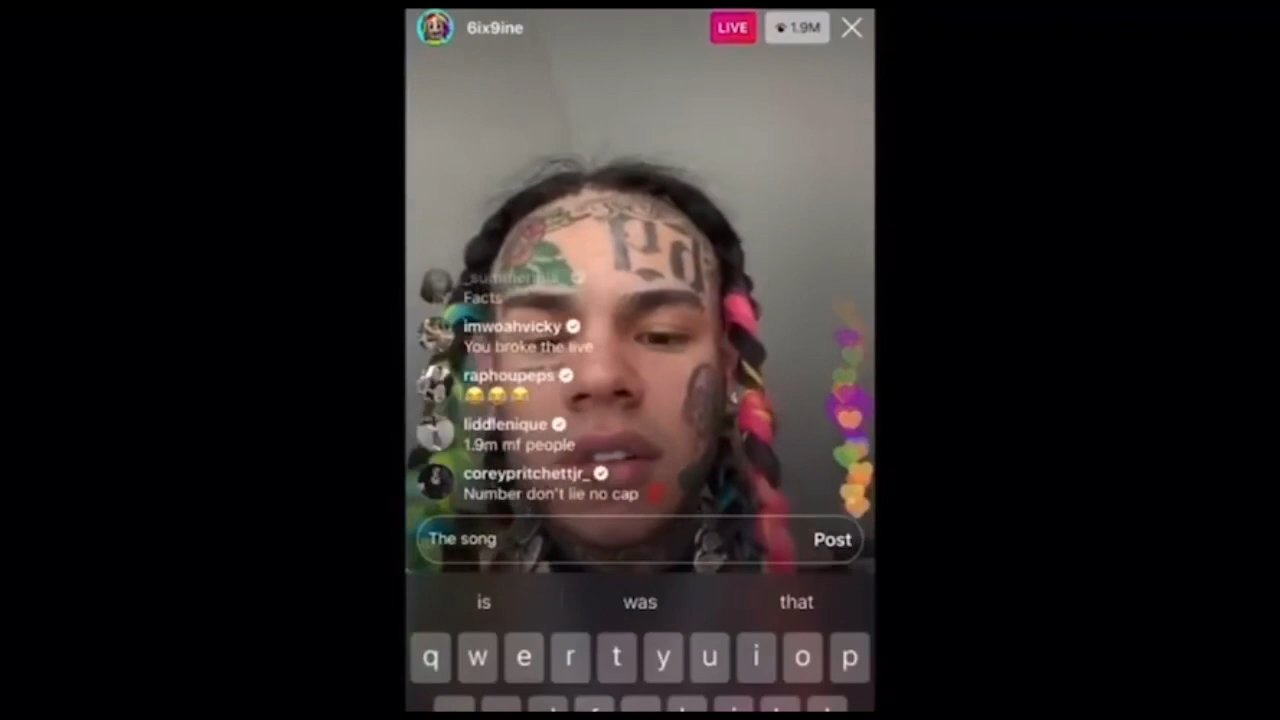 6ix9ine
LIVE
1.9M
Facts
imwoahvicky
You broke the live
raphoupeps
😂😂😂
liddlenique
1.9m mf people
coreypritchettjr_
Number don't lie no cap
The song
Post
is was that
q w e r t y u i o p